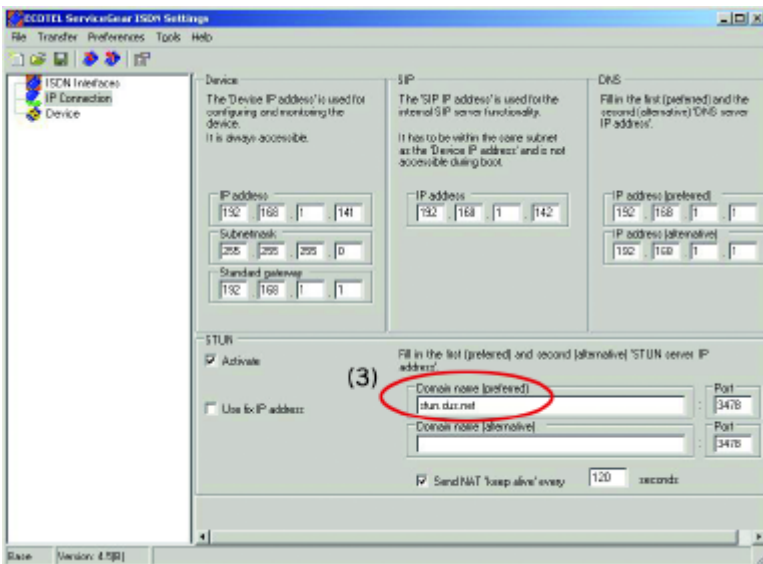 ECOTEL ServiceGear ISDN Settings
File Transfer Preferences Tools Help
ISDN Interfaces
IP Connection
Device
Device
The 'Device IP address' is used for
configuring and monitoring the
device.
It is always accessible.
IP address
192 . 168 . 1 . 141
Subnetmask
255 . 255 . 255 . 0
Standard gateway
192 . 168 . 1 . 1
SIP
The 'SIP IP address' is used for the
internal SIP server functionality.
It has to be within the same subnet
as the 'Device IP address' and is not
accessible during boot.
IP address
192 . 168 . 1 . 142
DNS
Fill in the first (preferred) and the
second (alternative) 'DNS server
IP address'.
IP address (preferred)
192 . 168 . 1 . 1
IP address (alternative)
192 . 168 . 1 . 1
STUN
Activate
Use fix IP address
(3)
Fill in the first (preferred) and second (alternative) 'STUN server IP
address'.
Domain name (preferred)
stun.dus.net
Port
: 3478
Domain name (alternative)
Port
: 3478
Send NAT 'keep alive' every 120 seconds
Base Version: 4.5(B)